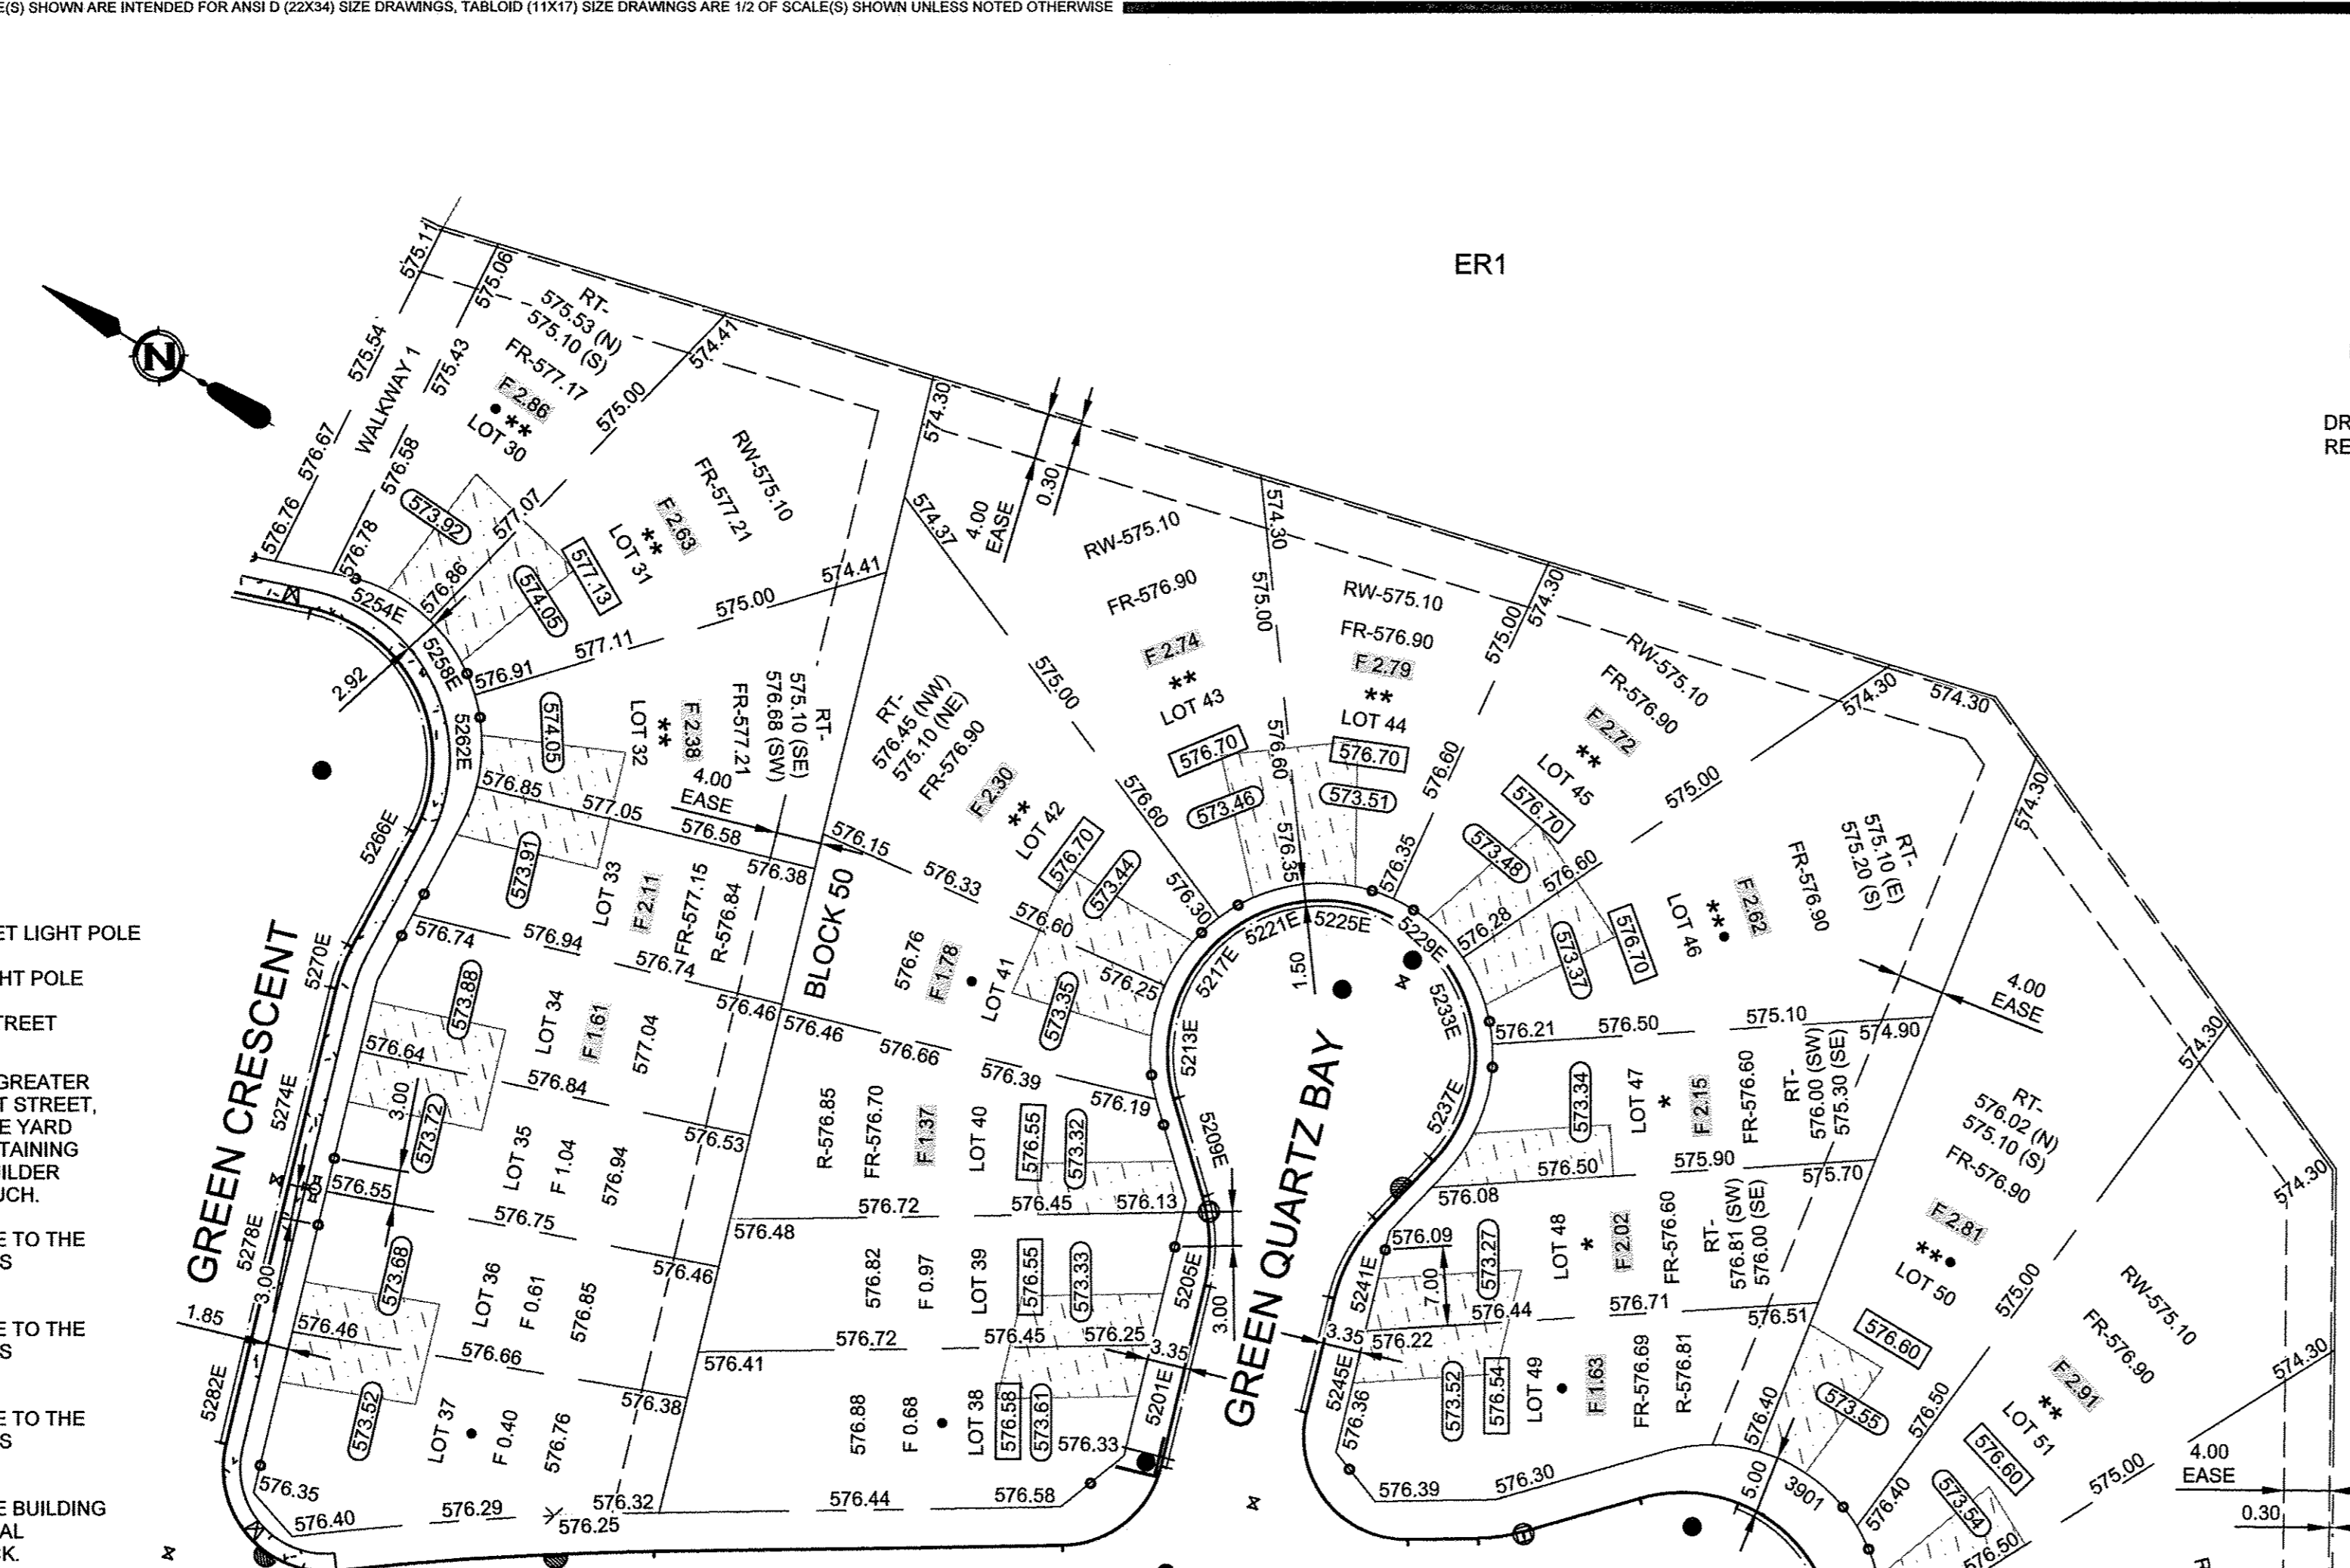 E(S) SHOWN ARE INTENDED FOR ANSI D (22X34) SIZE DRAWINGS, TABLOID (11X17) SIZE DRAWINGS ARE 1/2 OF SCALE(S) SHOWN UNLESS NOTED OTHERWISE
ER1
N
DR
RE
575.11
575.06
575.54
575.43
WALKWAY 1
576.67
576.58
576.76
576.78
RT-
575.53 (N)
575.10 (S)
FR-577.17
F 2.86
**
LOT 30
573.92
575.00
574.41
577.07
576.86
RW-575.10
FR-577.21
F 2.63
**
LOT 31
577.13
574.05
574.41
575.00
577.11
576.91
5254E
5258E
2.92
5262E
574.05
LOT 32
**
F 2.38
FR-577.21
RT-
575.10 (SE)
576.68 (SW)
4.00
EASE
576.85
577.05
576.58
576.38
5266E
573.91
LOT 33
F 2.11
FR-577.15
R-576.84
576.74
576.94
576.74
576.46
5270E
573.88
LOT 34
F 1.61
577.04
576.64
576.84
576.53
3.00
5274E
573.72
LOT 35
F 1.04
576.94
576.55
576.75
576.46
5278E
3.00
573.68
LOT 36
F 0.61
576.85
1.85
576.46
576.66
576.38
5282E
573.52
LOT 37
F 0.40
576.76
576.35
576.40
576.29
576.32
576.25
GREEN CRESCENT
BLOCK 50
574.30
574.37
4.00
EASE
0.30
RT-
576.45 (NW)
575.10 (NE)
FR-576.90
F 2.30
**
LOT 42
576.70
573.44
575.00
576.60
576.30
RW-575.10
FR-576.90
F 2.74
**
LOT 43
576.70
573.46
574.30
575.00
576.60
576.35
RW-575.10
FR-576.90
F 2.79
**
LOT 44
576.70
573.51
574.30
575.00
576.60
576.35
RW-575.10
FR-576.90
F 2.72
**
LOT 45
576.70
573.48
574.30
574.30
575.00
576.60
576.28
RT-
575.10 (E)
575.20 (S)
FR-576.90
F 2.62
**
LOT 46
576.70
573.37
574.30
4.00
EASE
576.15
576.33
576.60
576.25
576.76
F 1.78
LOT 41
573.35
576.46
576.66
576.39
576.19
R-576.85
FR-576.70
F 1.37
LOT 40
576.55
573.32
576.48
576.72
576.45
576.13
576.82
F 0.97
LOT 39
576.55
573.33
576.41
576.72
576.45
576.25
576.88
F 0.68
LOT 38
576.58
573.61
576.33
576.44
576.58
5201E
3.35
5205E
3.00
5209E
5213E
5217E
5221E
5225E
1.50
5229E
5233E
5237E
5241E
5245E
GREEN QUARTZ BAY
576.21
576.50
575.10
574.90
573.34
LOT 47
*
F 2.15
FR-576.60
RT-
576.00 (SW)
575.30 (SE)
576.08
576.50
575.90
575.70
576.09
7.00
573.27
LOT 48
*
F 2.02
FR-576.60
RT-
576.81 (SW)
576.00 (SE)
3.35
576.22
576.44
576.71
576.51
576.36
573.52
576.54
LOT 49
F 1.63
FR-576.69
R-576.81
576.39
576.30
576.40
5.00
3901
RT-
576.02 (N)
575.10 (S)
FR-576.90
F 2.81
**
LOT 50
576.60
573.55
574.30
575.00
576.50
576.40
RW-575.10
FR-576.90
F 2.91
**
LOT 51
576.60
573.54
574.30
574.30
575.00
576.50
4.00
EASE
0.30
ET LIGHT POLE
HT POLE
TREET
GREATER
T STREET,
E YARD
TAINING
ILDER
UCH.
E TO THE
S
E TO THE
S
E TO THE
S
E BUILDING
AL
K.